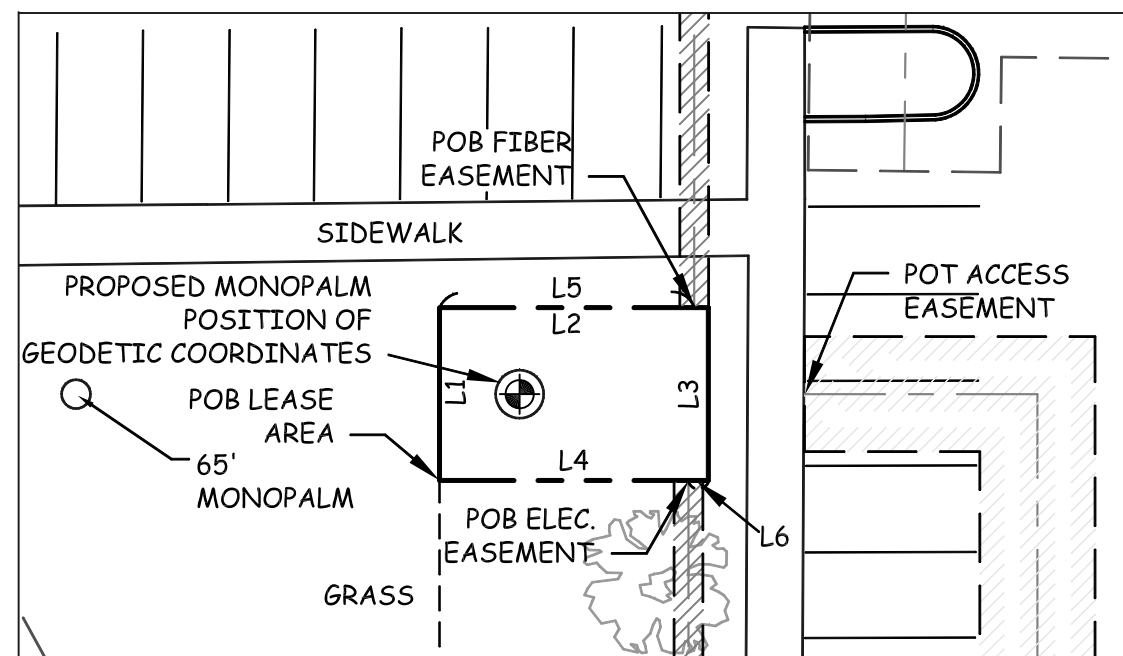 POB FIBER
EASEMENT
SIDEWALK
PROPOSED MONOPALM
POSITION OF
GEODETIC COORDINATES
L5
L2
POT ACCESS
EASEMENT
L1
L3
POB LEASE
AREA
65'
MONOPALM
L4
POB ELEC.
EASEMENT
L6
GRASS